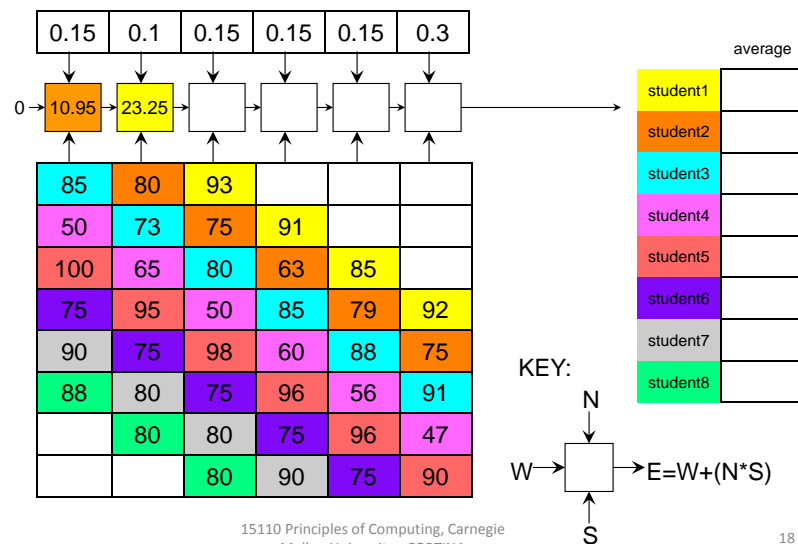 0.15 0.1 0.15 0.15 0.15 0.3
average
0 10.95 23.25
student1
student2
student3
student4
student5
student6
student7
student8
85 80 93
50 73 75 91
100 65 80 63 85
75 95 50 85 79 92
90 75 98 60 88 75
88 80 75 96 56 91
80 80 75 96 47
80 90 75 90
KEY:
N
W E=W+(N*S)
S
15110 Principles of Computing, Carnegie
18